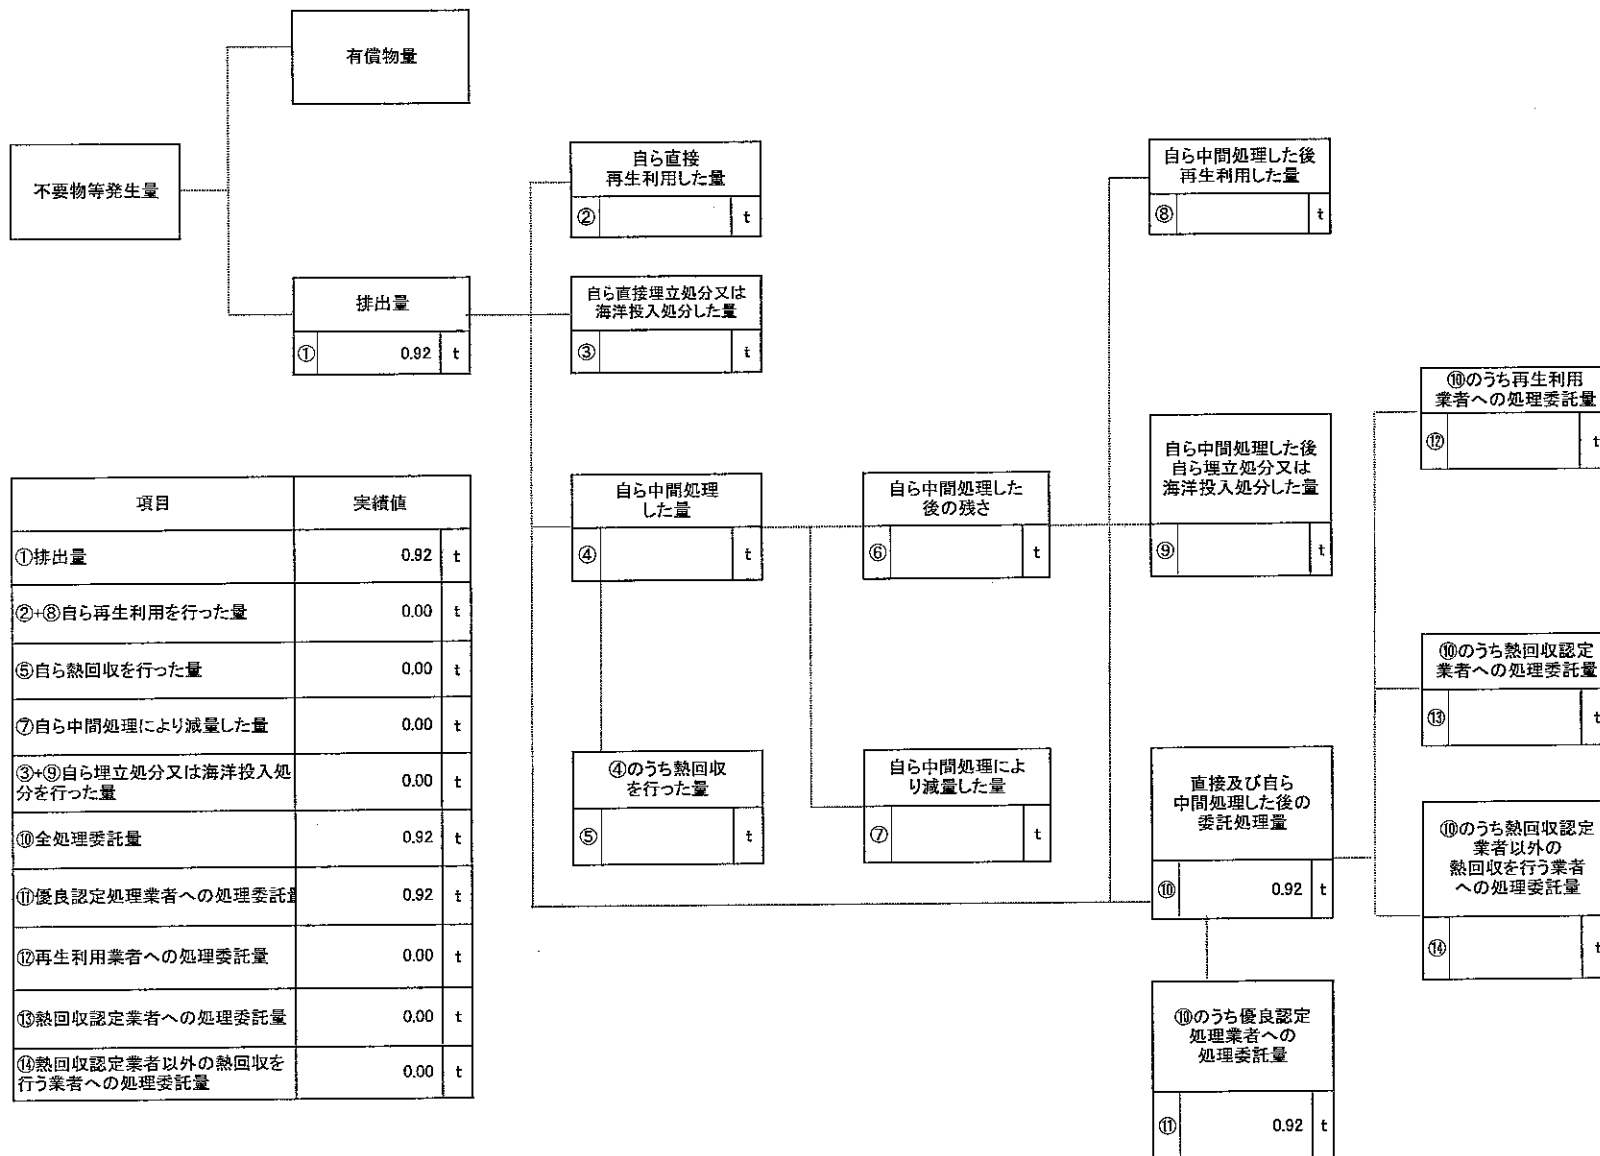 有償物量
不要物等発生量
排出量
① 0.92 t
自ら直接
再生利用した量
② t
自ら直接埋立処分又は
海洋投入処分した量
③ t
自ら中間処理
した量
④ t
④のうち熱回収
を行った量
⑤ t
自ら中間処理した
後の残さ
⑥ t
自ら中間処理によ
り減量した量
⑦ t
自ら中間処理した後
再生利用した量
⑧ t
自ら中間処理した後
自ら埋立処分又は
海洋投入処分した量
⑨ t
直接及び自ら
中間処理した後の
委託処理量
⑩ 0.92 t
⑩のうち優良認定
処理業者への
処理委託量
⑪ 0.92 t
⑩のうち再生利用
業者への処理委託量
⑫ t
⑩のうち熱回収認定
業者への処理委託量
⑬ t
⑩のうち熱回収認定
業者以外の
熱回収を行う業者
への処理委託量
⑭ t
項目 実績値
①排出量 0.92 t
②+⑧自ら再生利用を行った量 0.00 t
⑤自ら熱回収を行った量 0.00 t
⑦自ら中間処理により減量した量 0.00 t
③+⑨自ら埋立処分又は海洋投入処
分を行った量 0.00 t
⑩全処理委託量 0.92 t
⑪優良認定処理業者への処理委託量 0.92 t
⑫再生利用業者への処理委託量 0.00 t
⑬熱回収認定業者への処理委託量 0.00 t
⑭熱回収認定業者以外の熱回収を
行う業者への処理委託量 0.00 t